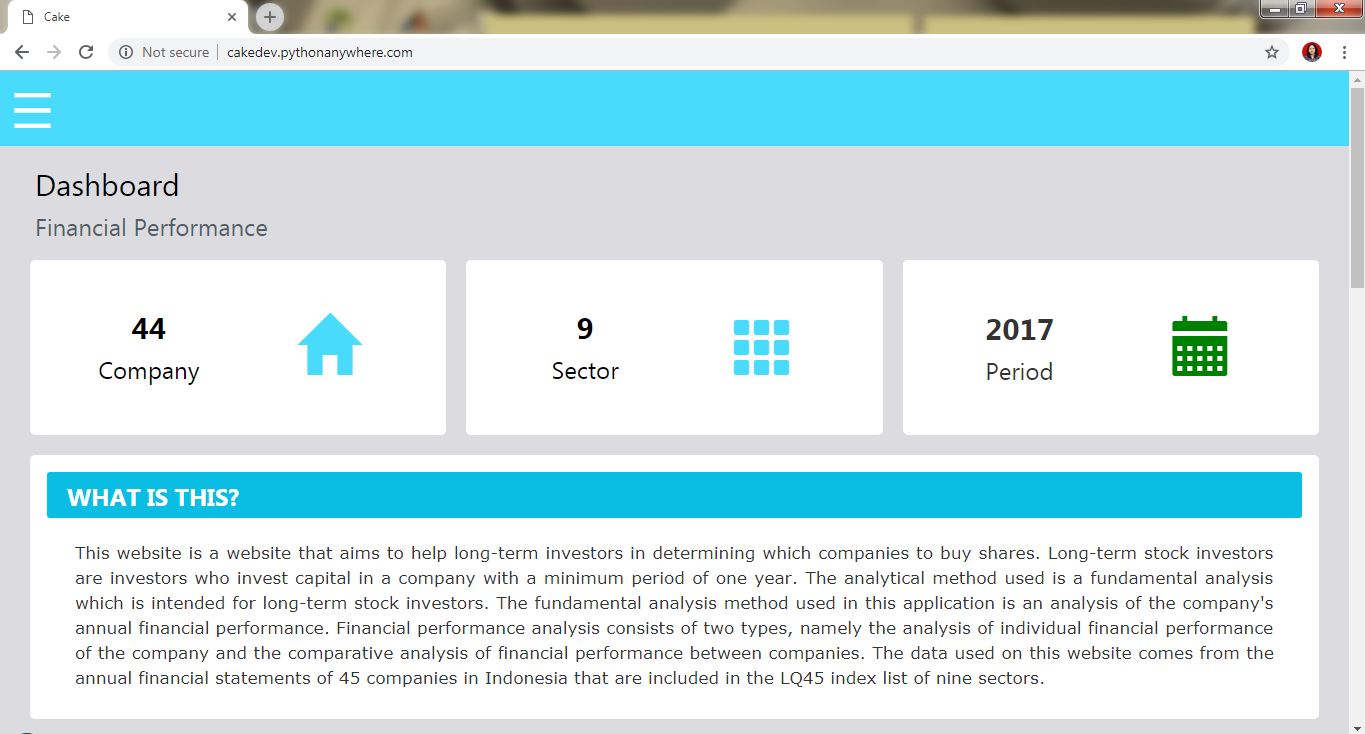 Cake
Not secure
cakedev.pythonanywhere.com
Dashboard
Financial Performance
44
Company
9
Sector
2017
Period
WHAT IS THIS?
This website is a website that aims to help long-term investors in determining which companies to buy shares. Long-term stock investors
are investors who invest capital in a company with a minimum period of one year. The analytical method used is a fundamental analysis
which is intended for long-term stock investors. The fundamental analysis method used in this application is an analysis of the company's
annual financial performance. Financial performance analysis consists of two types, namely the analysis of individual financial performance
of the company and the comparative analysis of financial performance between companies. The data used on this website comes from the
annual financial statements of 45 companies in Indonesia that are included in the LQ45 index list of nine sectors.